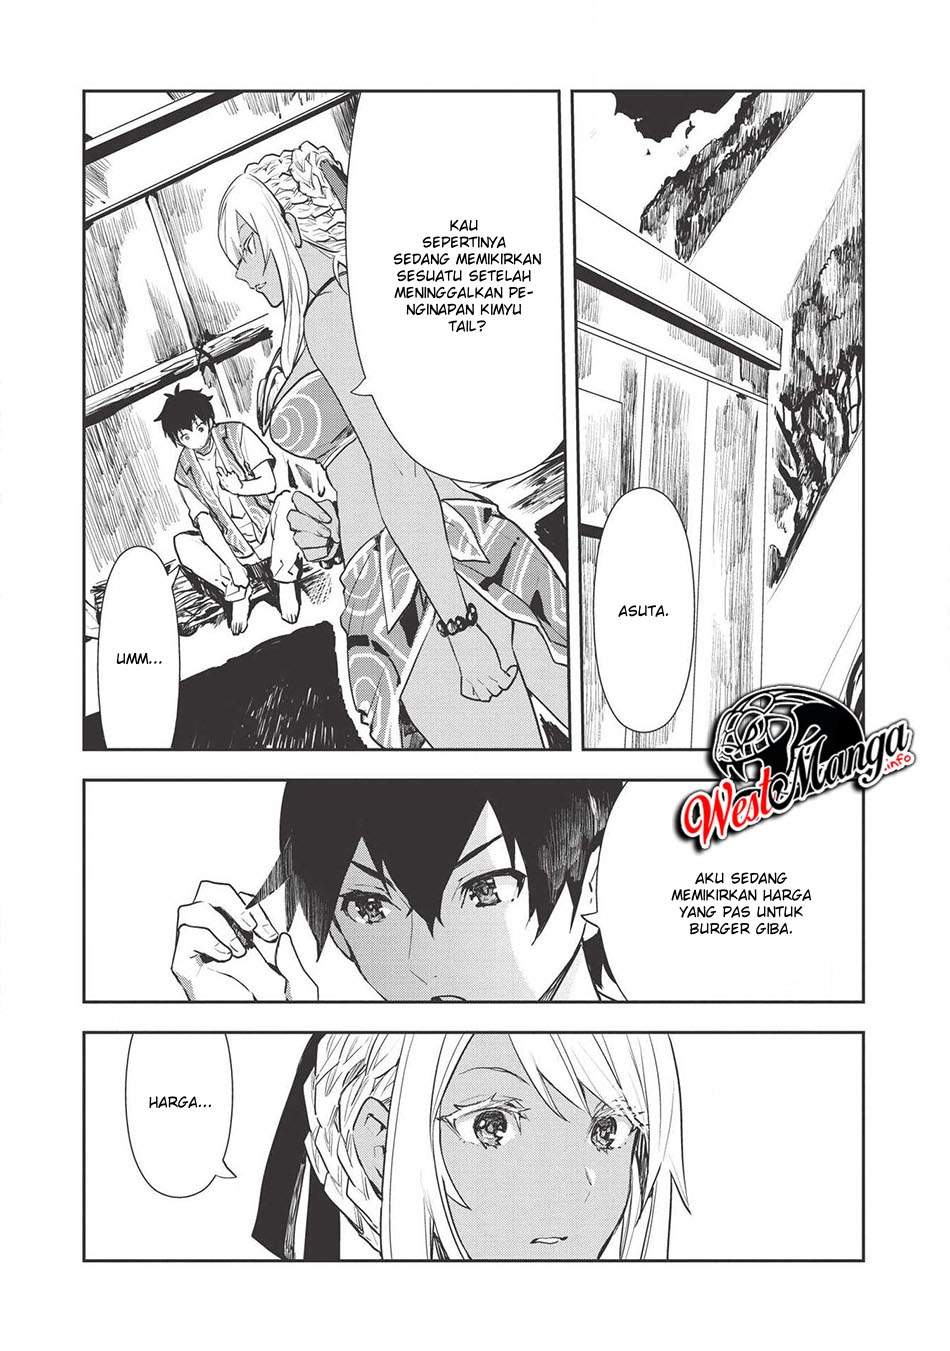 ASUTA.
KAU
SEPERTINYA
SEDANG MEMIKIRKAN
SESUATU SETELAH
MENINGGALKAN PE-
NGINAPAN KIMYU
TAIL?
UMM...
WestManga
.info
AKU SEDANG
MEMIKIRKAN HARGA
YANG PAS UNTUK
BURGER GIBA.
HARGA...